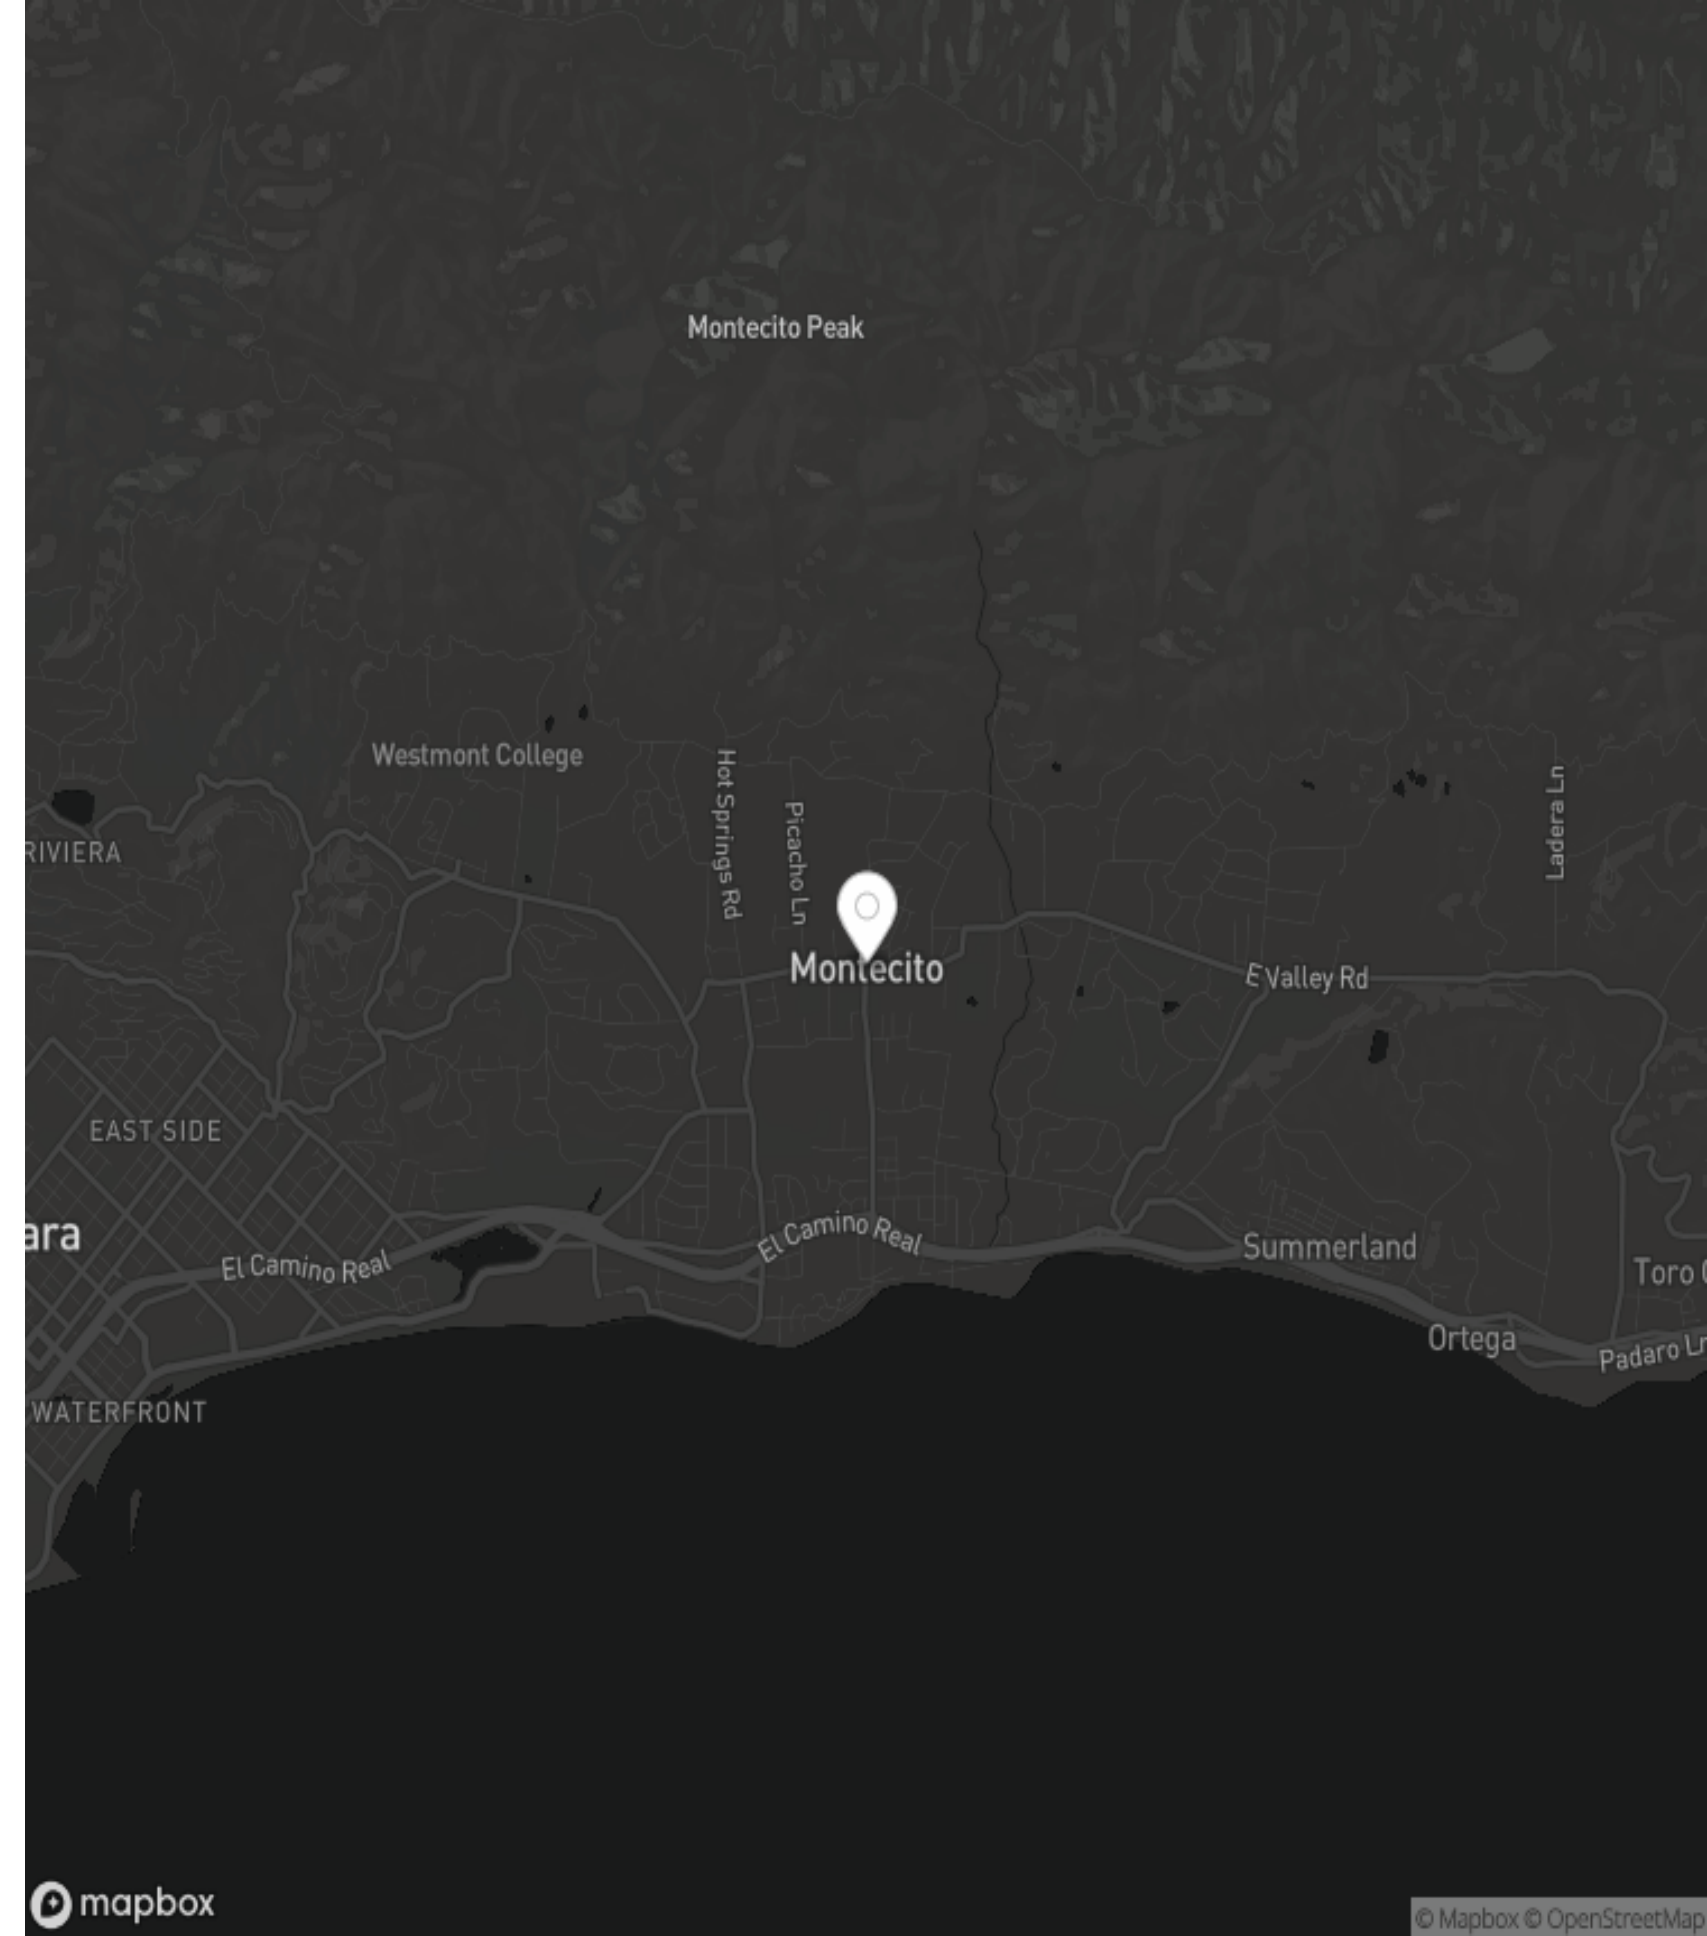 Montecito Peak
Westmont College
Hot Springs Rd
Picacho Ln
Ladera Ln
RIVIERA
Montecito
E Valley Rd
EAST SIDE
ara
El Camino Real
El Camino Real
Summerland
Toro
Ortega
Padaro Ln
WATERFRONT
mapbox
© Mapbox © OpenStreetMap